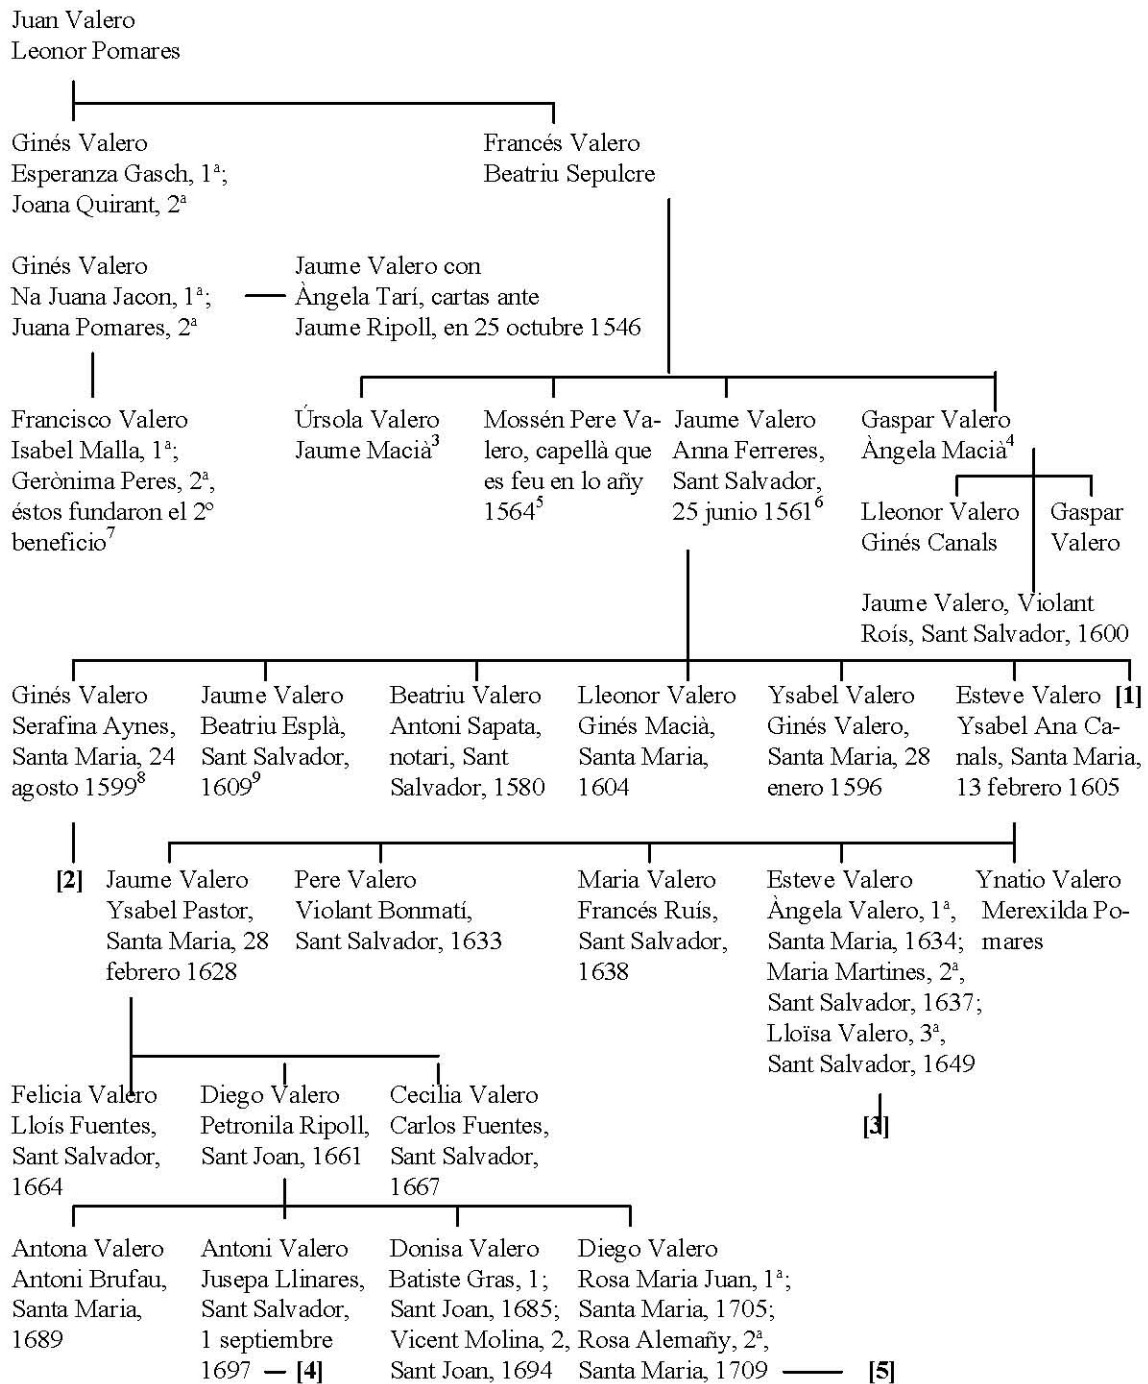 Juan Valero
Leonor Pomares
Ginés Valero
Esperanza Gasch, 1ª;
Joana Quirant, 2ª
Francés Valero
Beatriu Sepulcre
Ginés Valero
Na Juana Jacon, 1ª;
Juana Pomares, 2ª
Jaume Valero con
Àngela Tarí, cartas ante
Jaume Ripoll, en 25 octubre 1546
Francisco Valero
Isabel Malla, 1ª;
Gerònima Peres, 2ª,
éstos fundaron el 2º
beneficio⁷
Úrsola Valero
Jaume Macià³
Mossén Pere Va-
lero, capellà que
es feu en lo añy
1564⁵
Jaume Valero
Anna Ferreres,
Sant Salvador,
25 junio 1561⁶
Gaspar Valero
Àngela Macià⁴
Lleonor Valero
Ginés Canals
Gaspar
Valero
Jaume Valero, Violant
Roís, Sant Salvador, 1600
Ginés Valero
Serafina Aynes,
Santa Maria, 24
agosto 1599⁸
Jaume Valero
Beatriu Esplà,
Sant Salvador,
1609⁹
Beatriu Valero
Antoni Sapata,
notari, Sant
Salvador, 1580
Lleonor Valero
Ginés Macià,
Santa Maria,
1604
Ysabel Valero
Ginés Valero,
Santa Maria, 28
enero 1596
Esteve Valero [1]
Ysabel Ana Ca-
nals, Santa Maria,
13 febrero 1605
[2]
Jaume Valero
Ysabel Pastor,
Santa Maria, 28
febrero 1628
Pere Valero
Violant Bonmatí,
Sant Salvador, 1633
Maria Valero
Francés Ruís,
Sant Salvador,
1638
Esteve Valero
Àngela Valero, 1ª,
Santa Maria, 1634;
Maria Martines, 2ª,
Sant Salvador, 1637;
Lloïsa Valero, 3ª,
Sant Salvador, 1649
Ynatio Valero
Merexilda Po-
mares
[3]
Felicia Valero
Lloís Fuentes,
Sant Salvador,
1664
Diego Valero
Petronila Ripoll,
Sant Joan, 1661
Cecilia Valero
Carlos Fuentes,
Sant Salvador,
1667
Antona Valero
Antoni Brufau,
Santa Maria,
1689
Antoni Valero
Jusepa Llinares,
Sant Salvador,
1 septiembre
1697 — [4]
Donisa Valero
Batiste Gras, 1;
Sant Joan, 1685;
Vicent Molina, 2,
Sant Joan, 1694
Diego Valero
Rosa Maria Juan, 1ª;
Santa Maria, 1705;
Rosa Alemañy, 2ª,
Santa Maria, 1709 — [5]